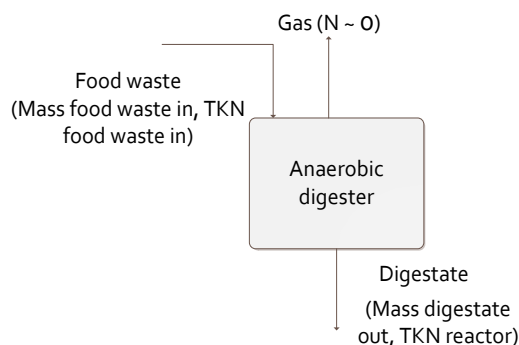 Gas (N ~ 0)
Food waste
(Mass food waste in, TKN
food waste in)
Anaerobic
digester
Digestate
(Mass digestate
out, TKN reactor)